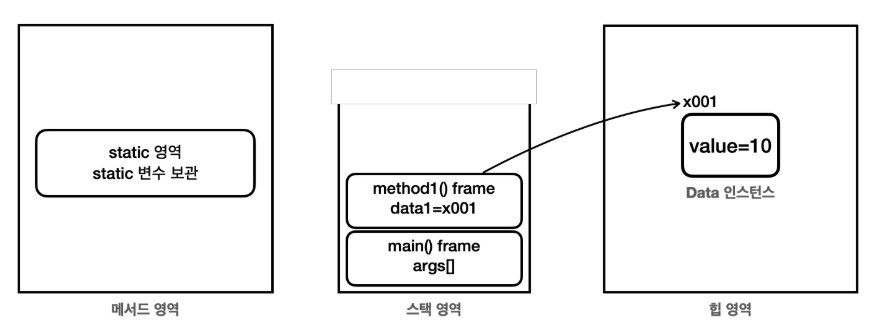 static 영역
static 변수 보관
메서드 영역
method1() frame
data1=x001
main() frame
args[]
스택 영역
x001
value=10
Data 인스턴스
힙 영역